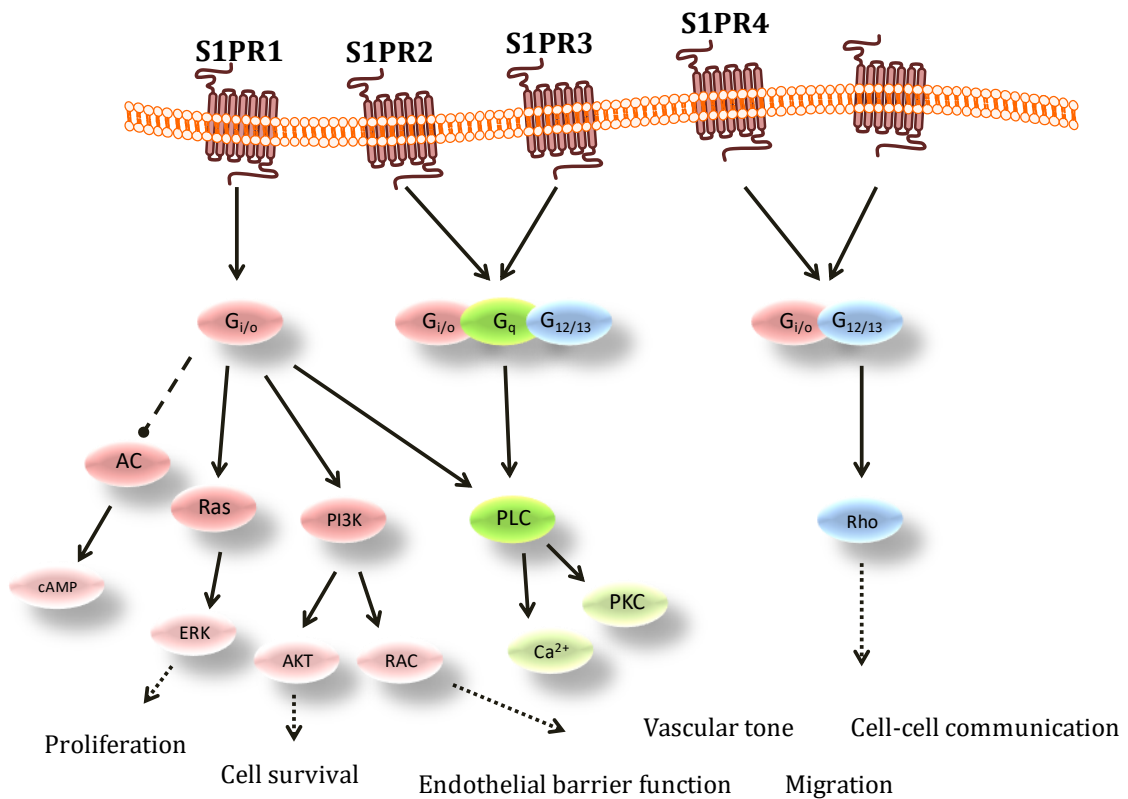 S1PR1
S1PR2
S1PR3
S1PR4
Gi/o
Gi/o
Gq
G12/13
Gi/o
G12/13
AC
Ras
PI3K
PLC
Rho
cAMP
ERK
AKT
RAC
Ca²⁺
PKC
Proliferation
Cell survival
Endothelial barrier function
Vascular tone
Migration
Cell-cell communication